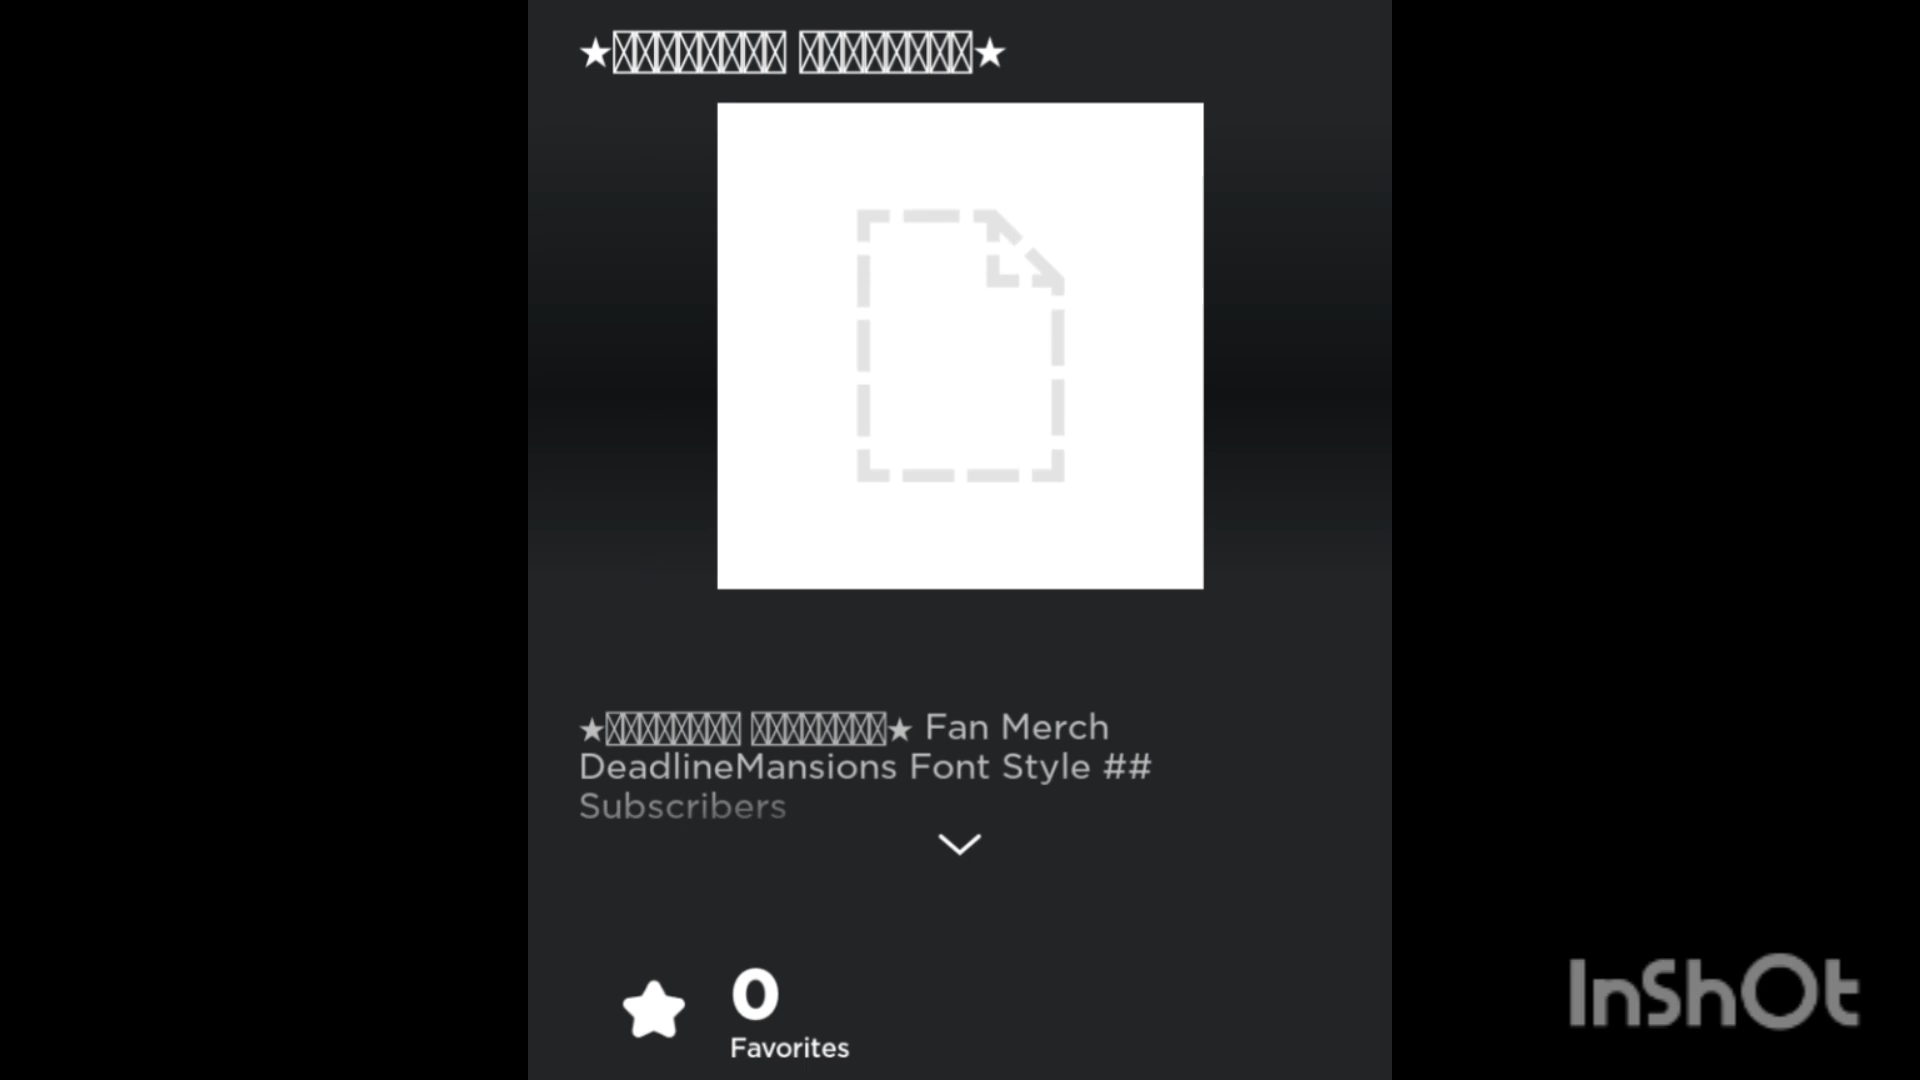 ★ ★
★ ★ Fan Merch
DeadlineMansions Font Style ##
Subscribers
0
Favorites
InShOt